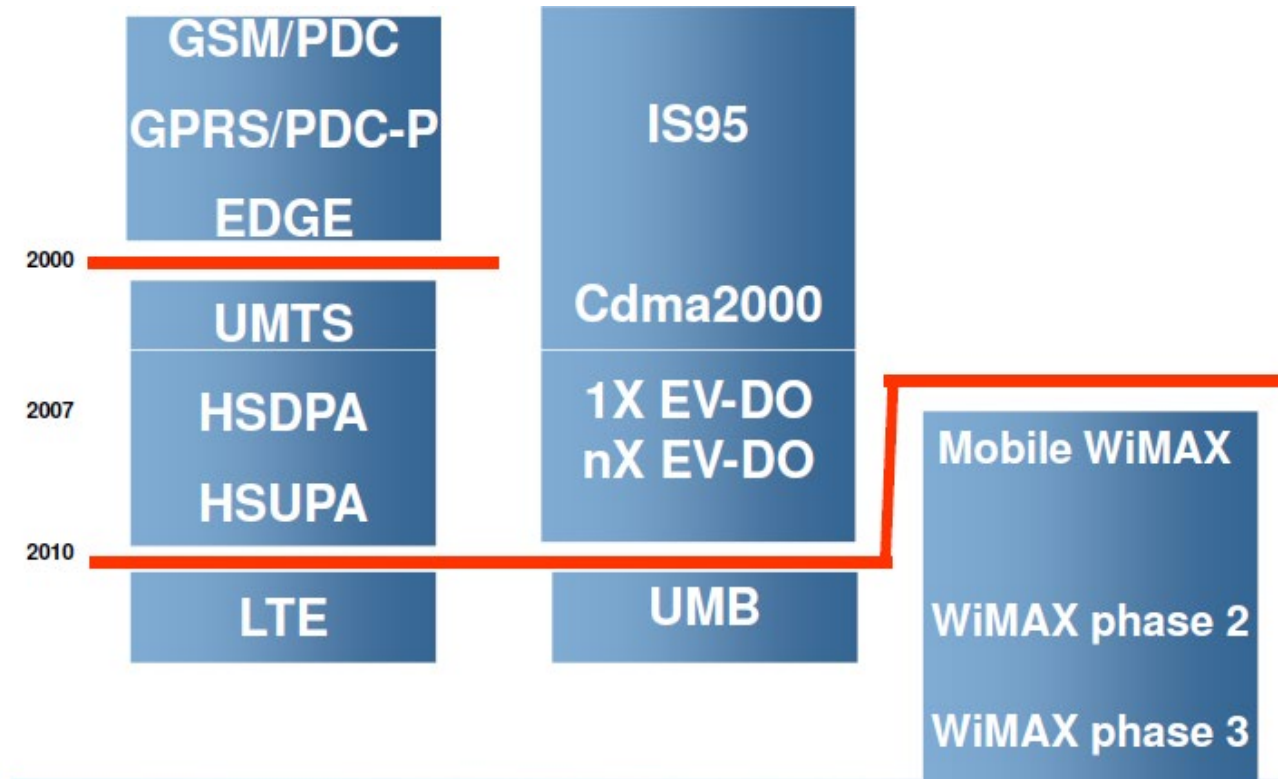 GSM/PDC
GPRS/PDC-P
EDGE
IS95
Cdma2000
2000
UMTS
2007
HSDPA
HSUPA
1X EV-DO
nX EV-DO
Mobile WiMAX
2010
LTE
UMB
WiMAX phase 2
WiMAX phase 3